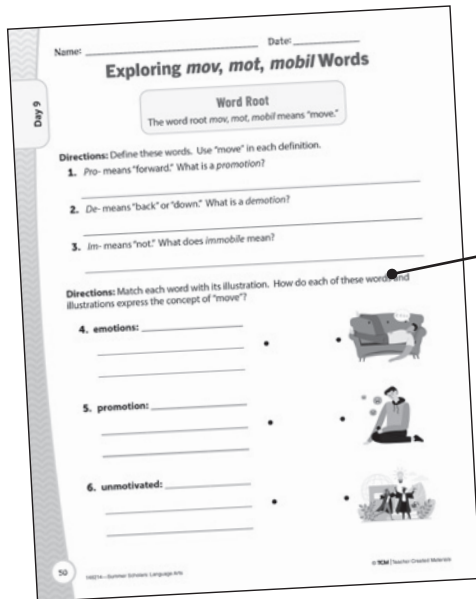 Name: Date:
Exploring mov, mot, mobil Words
Day 9
Word Root
The word root mov, mot, mobil means "move."
Directions: Define these words. Use "move" in each definition.
1. Pro- means "forward." What is a promotion?
2. De- means "back" or "down." What is a demotion?
3. Im- means "not." What does immobile mean?
Directions: Match each word with its illustration. How do each of these words and
illustrations express the concept of "move"?
4. emotions:
5. promotion:
6. unmotivated:
50
—Summer Scholars: Language Arts
© TCM | Teacher Created Materials